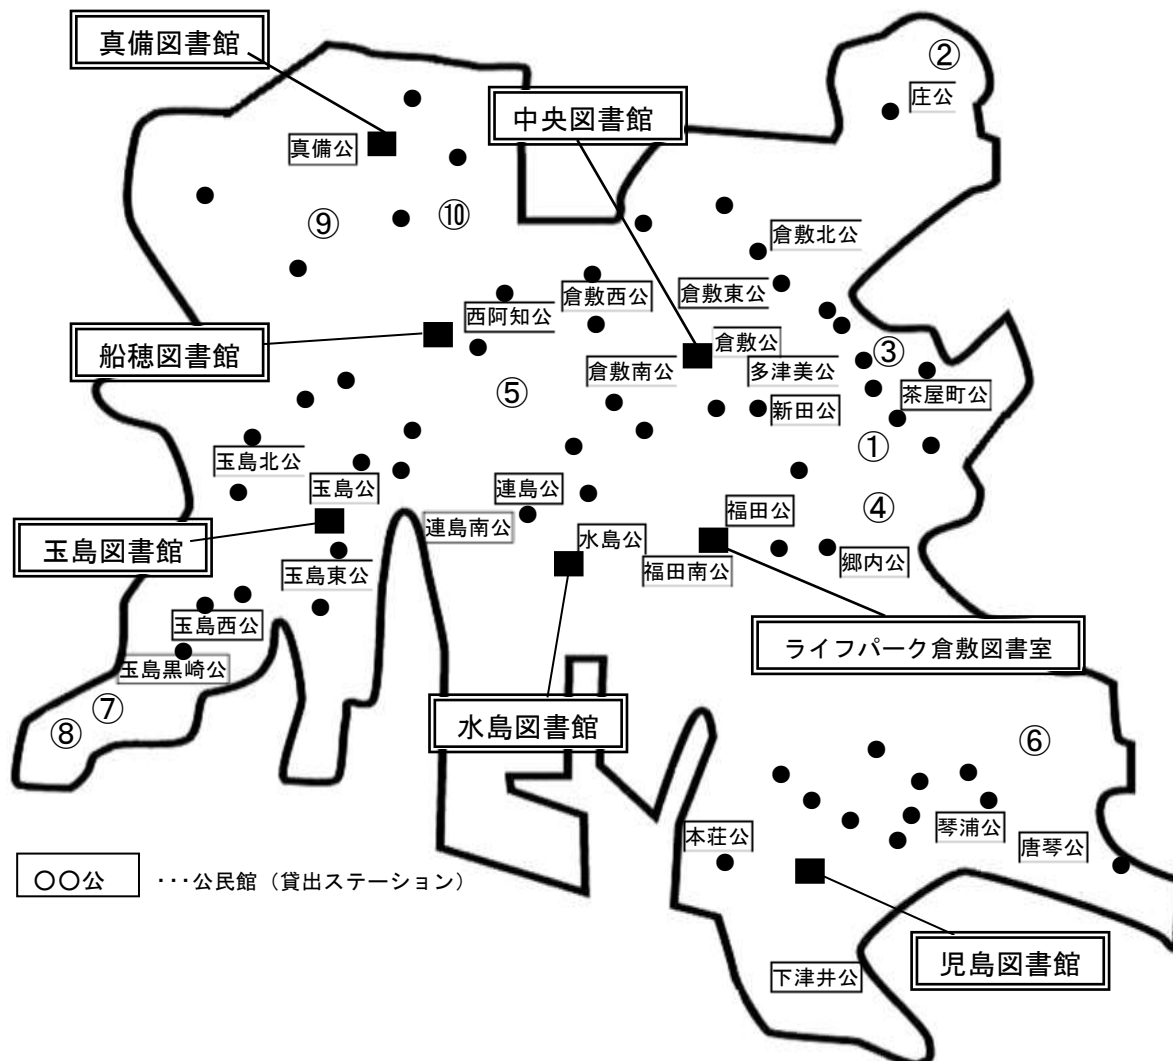 真備図書館
②
庄公
中央図書館
真備公
⑨
⑩
倉敷北公
倉敷西公
倉敷東公
西阿知公
船穂図書館
倉敷公
③
倉敷南公
多津美公
⑤
茶屋町公
新田公
玉島北公
①
玉島公
連島公
④
連島南公
福田公
玉島図書館
水島公
郷内公
福田南公
玉島東公
玉島西公
ライフパーク倉敷図書室
玉島黒崎公
⑦
⑧
水島図書館
⑥
琴浦公
本荘公
唐琴公
○○公 ・・・公民館（貸出ステーション）
児島図書館
下津井公